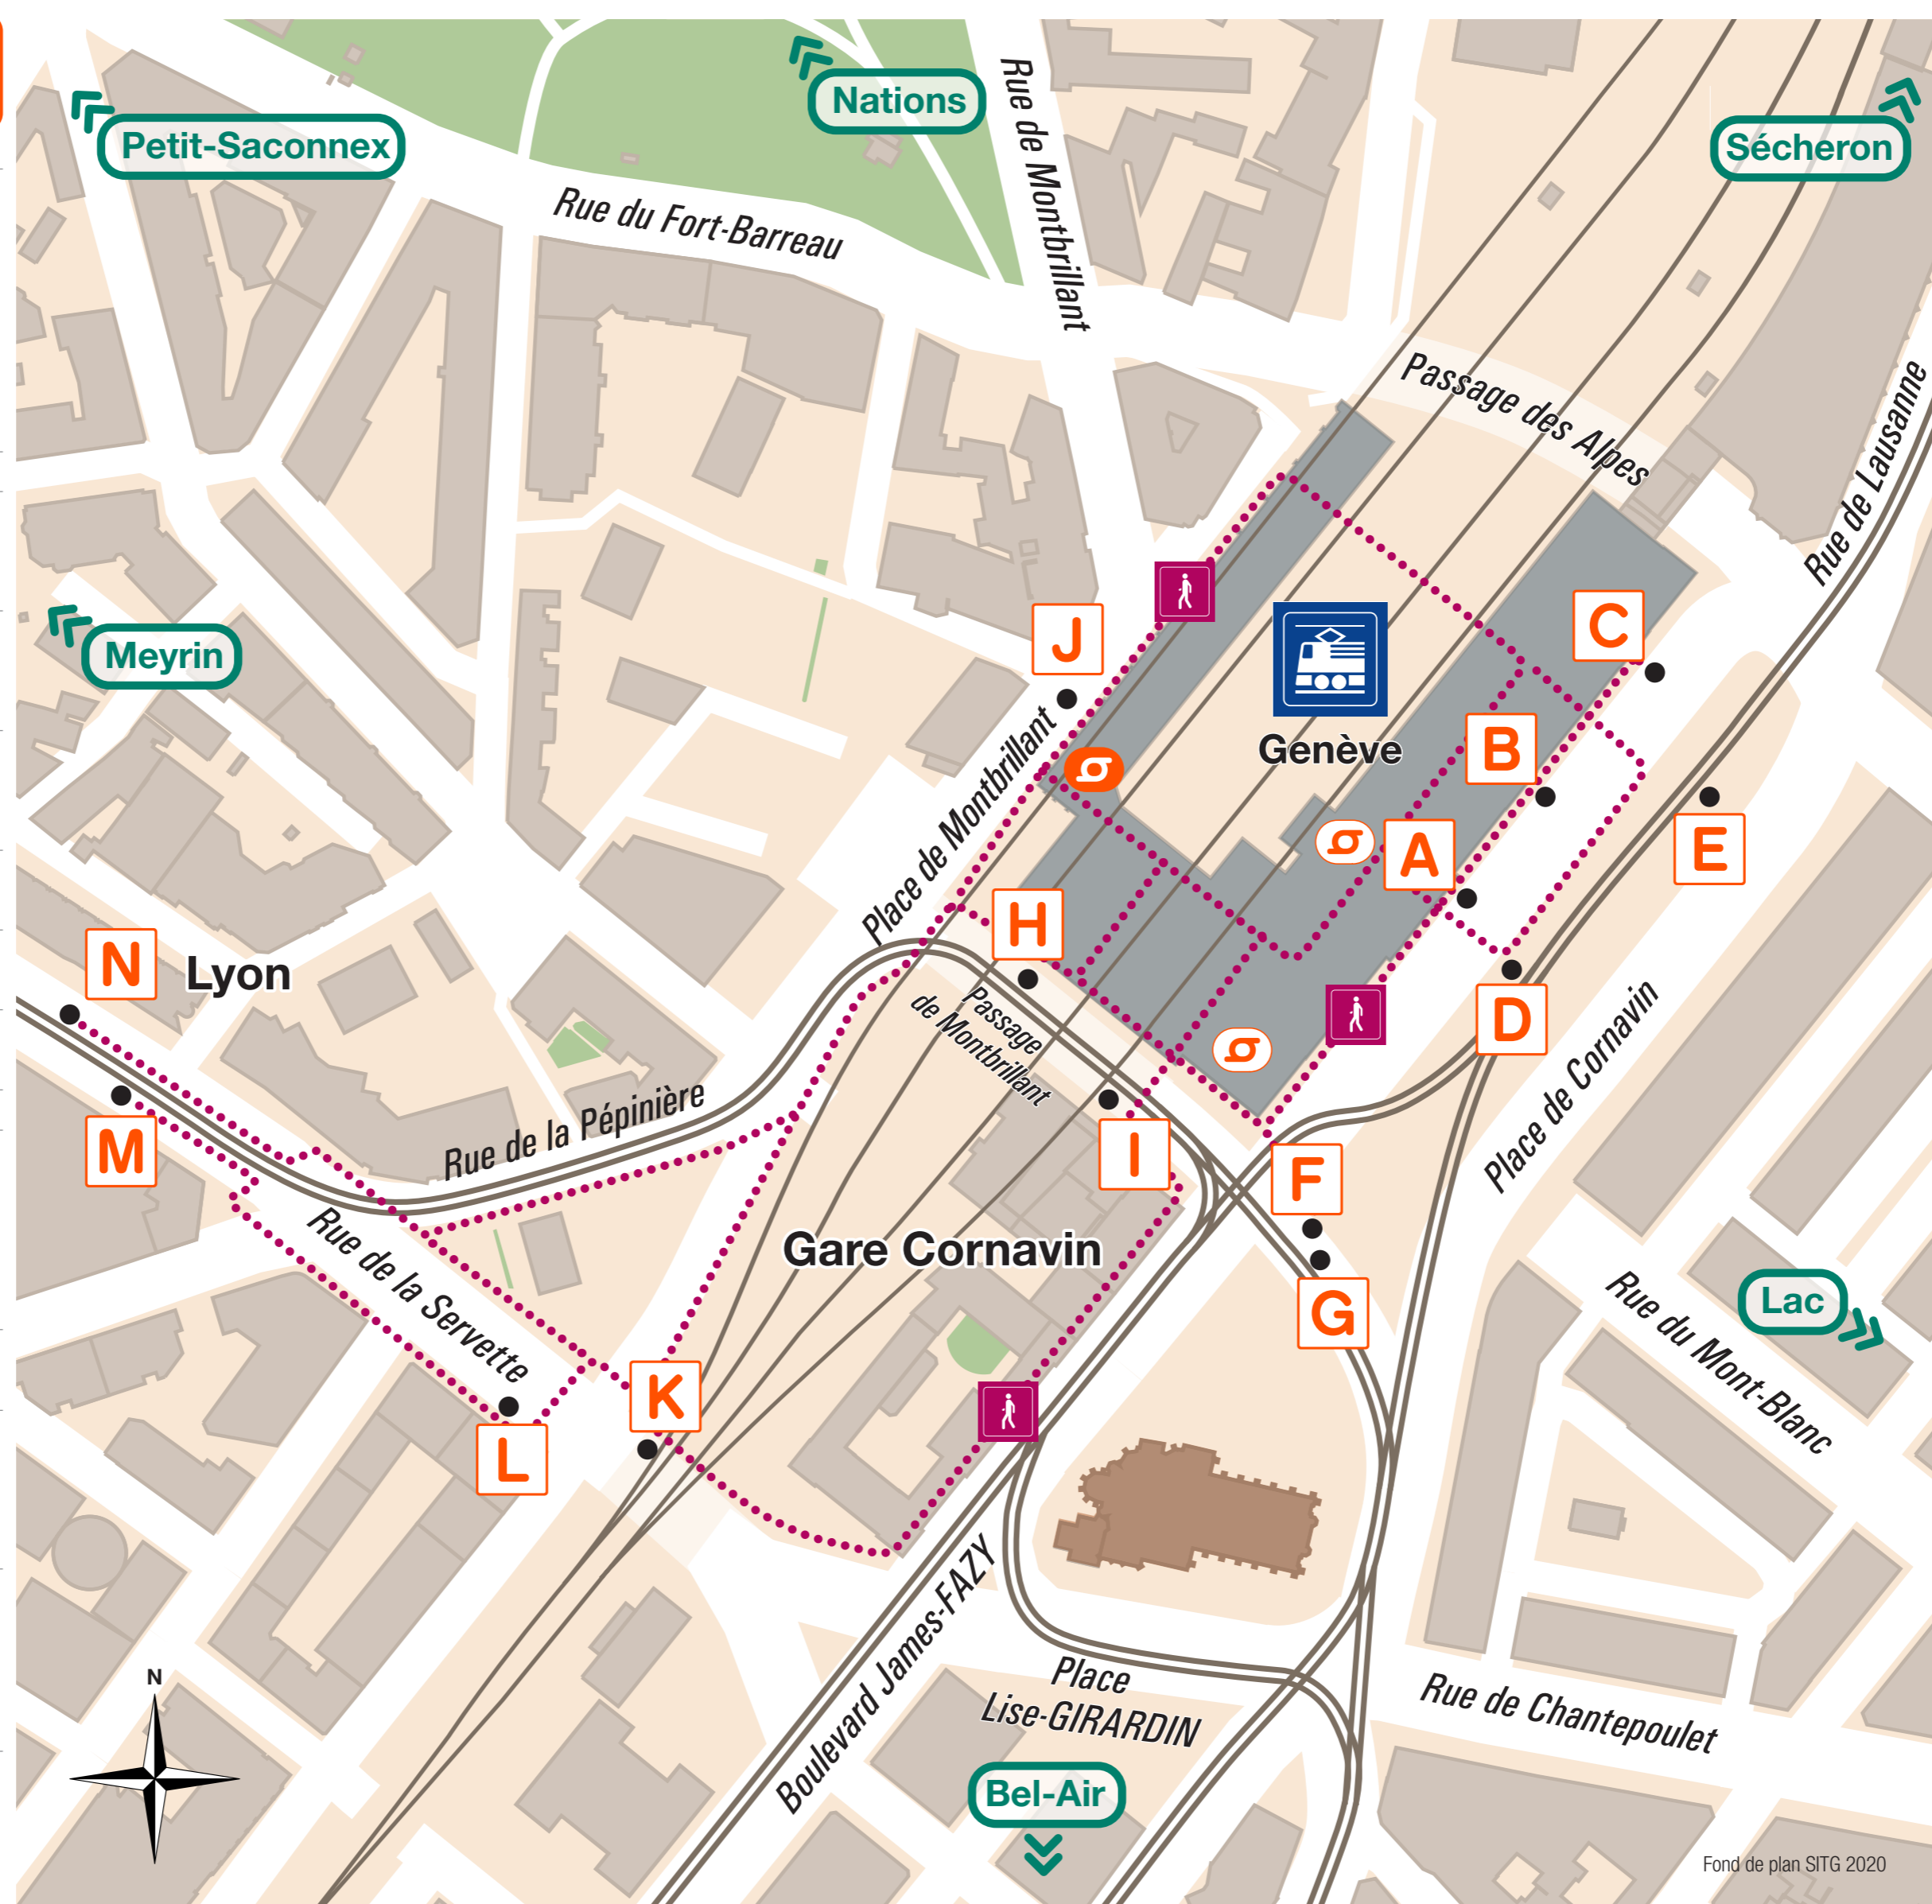 Nations
Petit-Saconnex
Sécheron
Rue de Montbrillant
Rue du Fort-Barreau
Passage des Alpes
Rue de Lausanne
C
J
Meyrin
B
Genève
Place de Montbrillant
A
E
H
N
Lyon
Passage
de Montbrillant
D
Place de Cornavin
M
Rue de la Pépinière
I
F
Rue de la Servette
Gare Cornavin
G
Lac
Rue du Mont-Blanc
K
L
Boulevard James-FAZY
N
Place
Lise-GIRARDIN
Rue de Chantepoulet
Bel-Air
Fond de plan SITG 2020